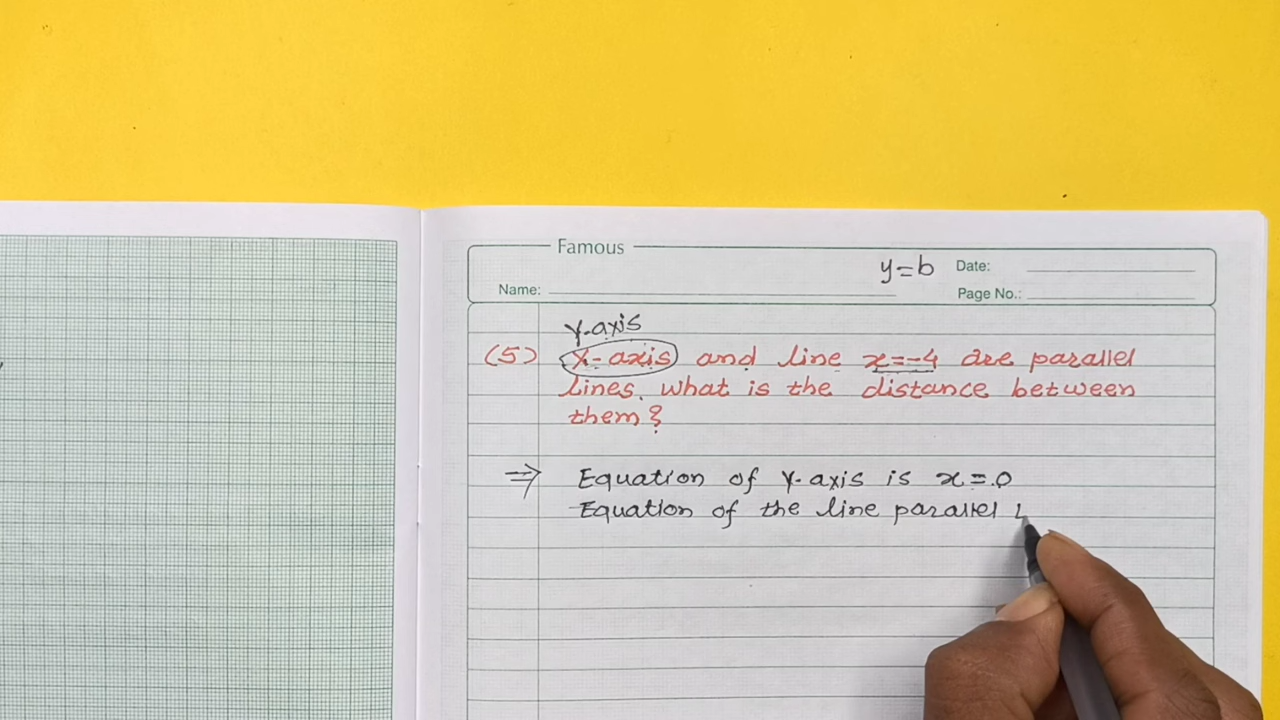 Famous
y=b
Date:
Name:
Page No.:
Y-axis
(5) X-axis and line x=-4 are parallel
lines. what is the distance between
them?
⇒ Equation of Y-axis is x=0
Equation of the line parallel